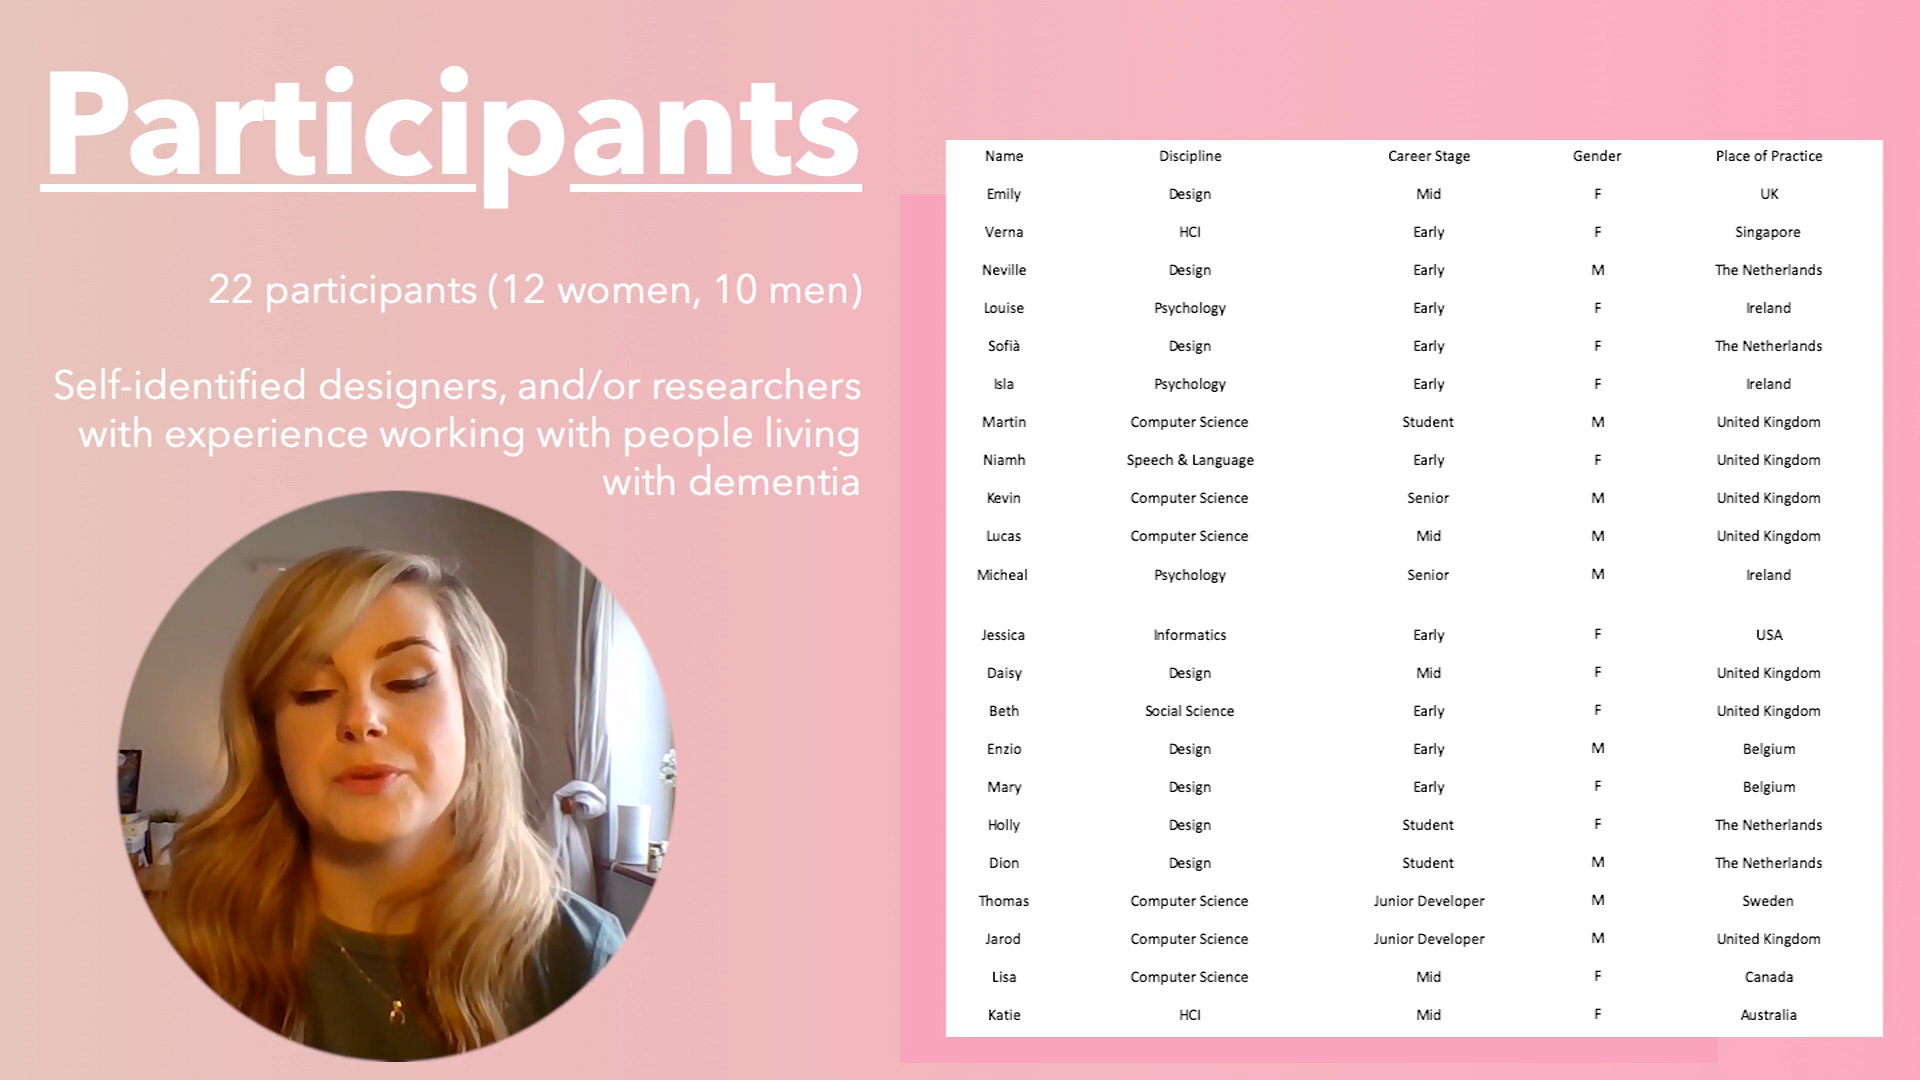 Participants
22 participants (12 women, 10 men)
Self-identified designers, and/or researchers
with experience working with people living
with dementia
Name Discipline Career Stage Gender Place of Practice
Emily Design Mid F UK
Verna HCI Early F Singapore
Neville Design Early M The Netherlands
Louise Psychology Early F Ireland
Sofià Design Early F The Netherlands
Isla Psychology Early F Ireland
Martin Computer Science Student M United Kingdom
Niamh Speech & Language Early F United Kingdom
Kevin Computer Science Senior M United Kingdom
Lucas Computer Science Mid M United Kingdom
Micheal Psychology Senior M Ireland
Jessica Informatics Early F USA
Daisy Design Mid F United Kingdom
Beth Social Science Early F United Kingdom
Enzio Design Early M Belgium
Mary Design Early F Belgium
Holly Design Student F The Netherlands
Dion Design Student M The Netherlands
Thomas Computer Science Junior Developer M Sweden
Jarod Computer Science Junior Developer M United Kingdom
Lisa Computer Science Mid F Canada
Katie HCI Mid F Australia